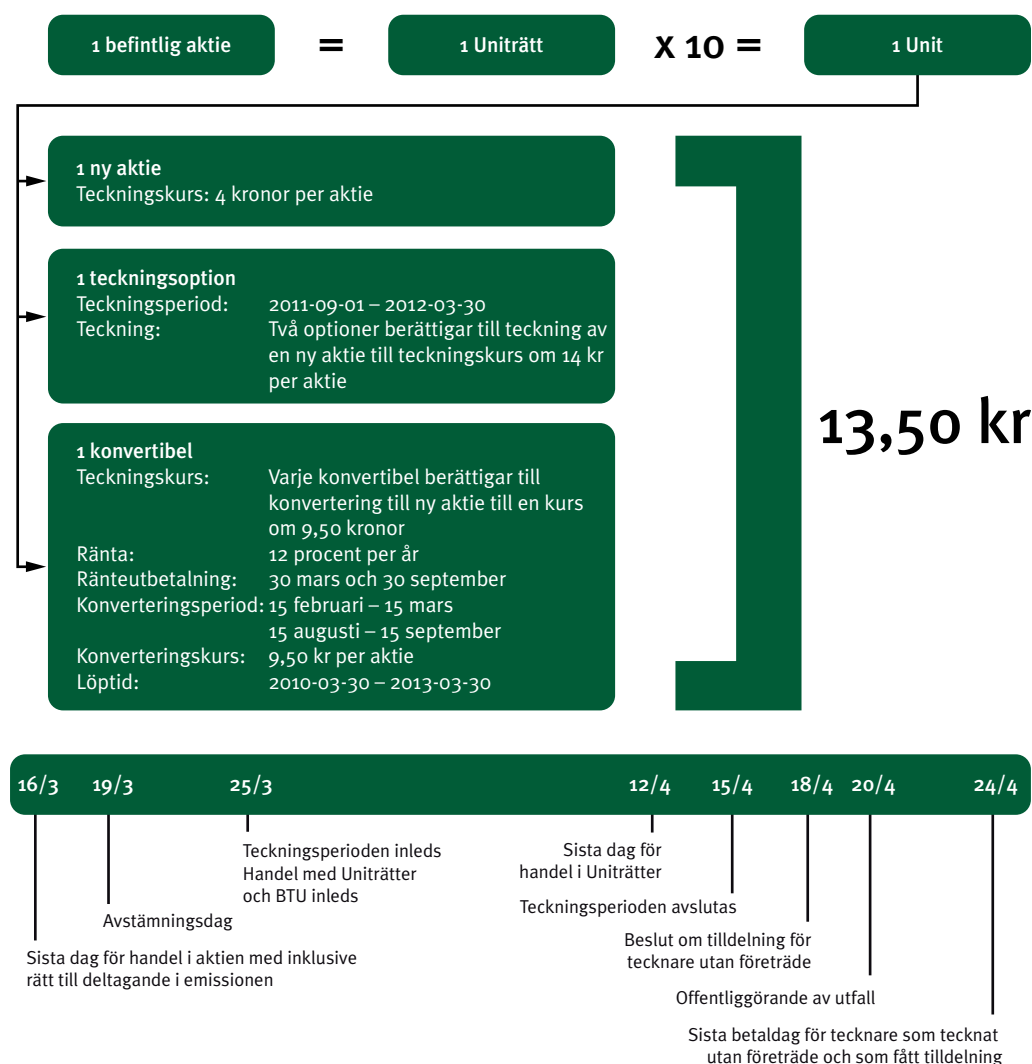 1 befintlig aktie = 1 Uniträtt x 10 = 1 Unit
1 ny aktie
Teckningskurs: 4 kronor per aktie
1 teckningsoption
Teckningsperiod: 2011-09-01 – 2012-03-30
Teckning: Två optioner berättigar till teckning av
en ny aktie till teckningskurs om 14 kr
per aktie
1 konvertibel
Teckningskurs: Varje konvertibel berättigar till
konvertering till ny aktie till en kurs
om 9,50 kronor
Ränta: 12 procent per år
Ränteutbetalning: 30 mars och 30 september
Konverteringsperiod: 15 februari – 15 mars
15 augusti – 15 september
Konverteringskurs: 9,50 kr per aktie
Löptid: 2010-03-30 – 2013-03-30
13,50 kr
16/3 19/3 25/3 12/4 15/4 18/4 20/4 24/4
Teckningsperioden inleds
Handel med Uniträtter
och BTU inleds
Sista dag för
handel i Uniträtter
Avstämningsdag
Teckningsperioden avslutas
Sista dag för handel i aktien med inklusive
rätt till deltagande i emissionen
Beslut om tilldelning för
tecknare utan företräde
Offentliggörande av utfall
Sista betaldag för tecknare som tecknat
utan företräde och som fått tilldelning